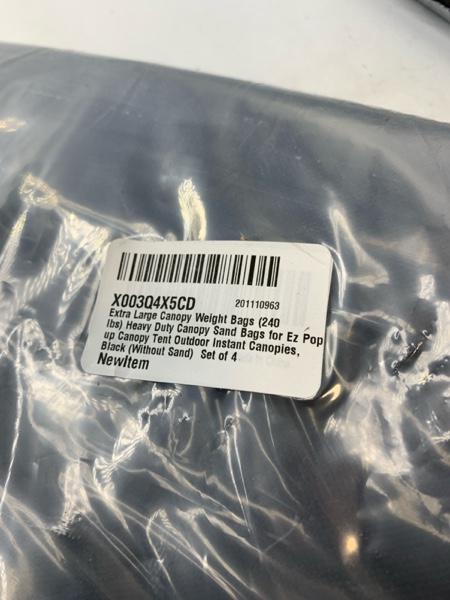 X003Q4X5CD 201110963
Extra Large Canopy Weight Bags (240
lbs) Heavy Duty Canopy Sand Bags for Ez Pop
up Canopy Tent Outdoor Instant Canopies,
Black (Without Sand) Set of 4
NewItem